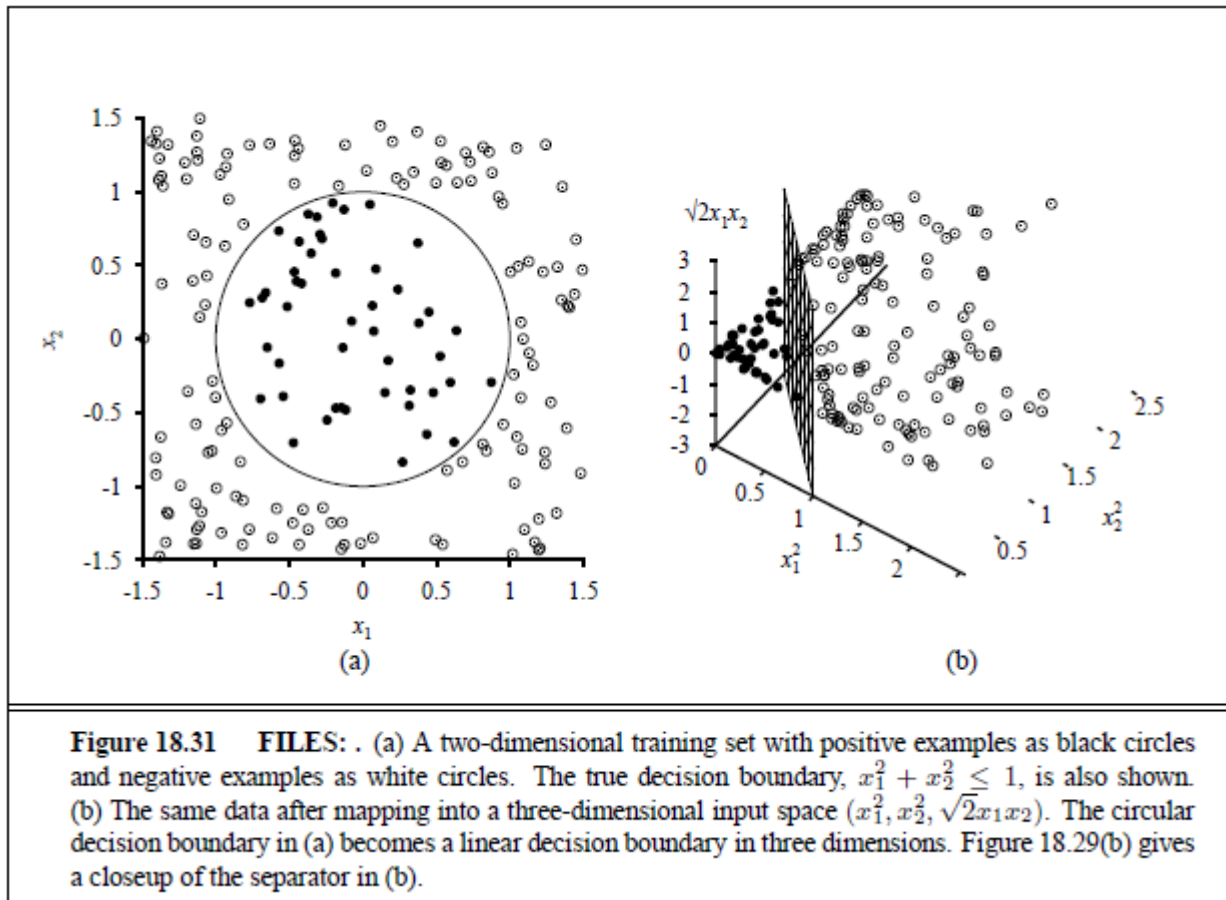 1.5
1
0.5
0
-0.5
-1
-1.5
x₂
-1.5 -1 -0.5 0 0.5 1 1.5
x₁
(a)
√2x₁x₂
3
2
1
0
-1
-2
-3
0
0.5
1
1.5
2
x₁²
0.5
1
1.5
2
2.5
x₂²
(b)
Figure 18.31 FILES: . (a) A two-dimensional training set with positive examples as black circles
and negative examples as white circles. The true decision boundary, x₁² + x₂² ≤ 1, is also shown.
(b) The same data after mapping into a three-dimensional input space (x₁², x₂², √2x₁x₂). The circular
decision boundary in (a) becomes a linear decision boundary in three dimensions. Figure 18.29(b) gives
a closeup of the separator in (b).